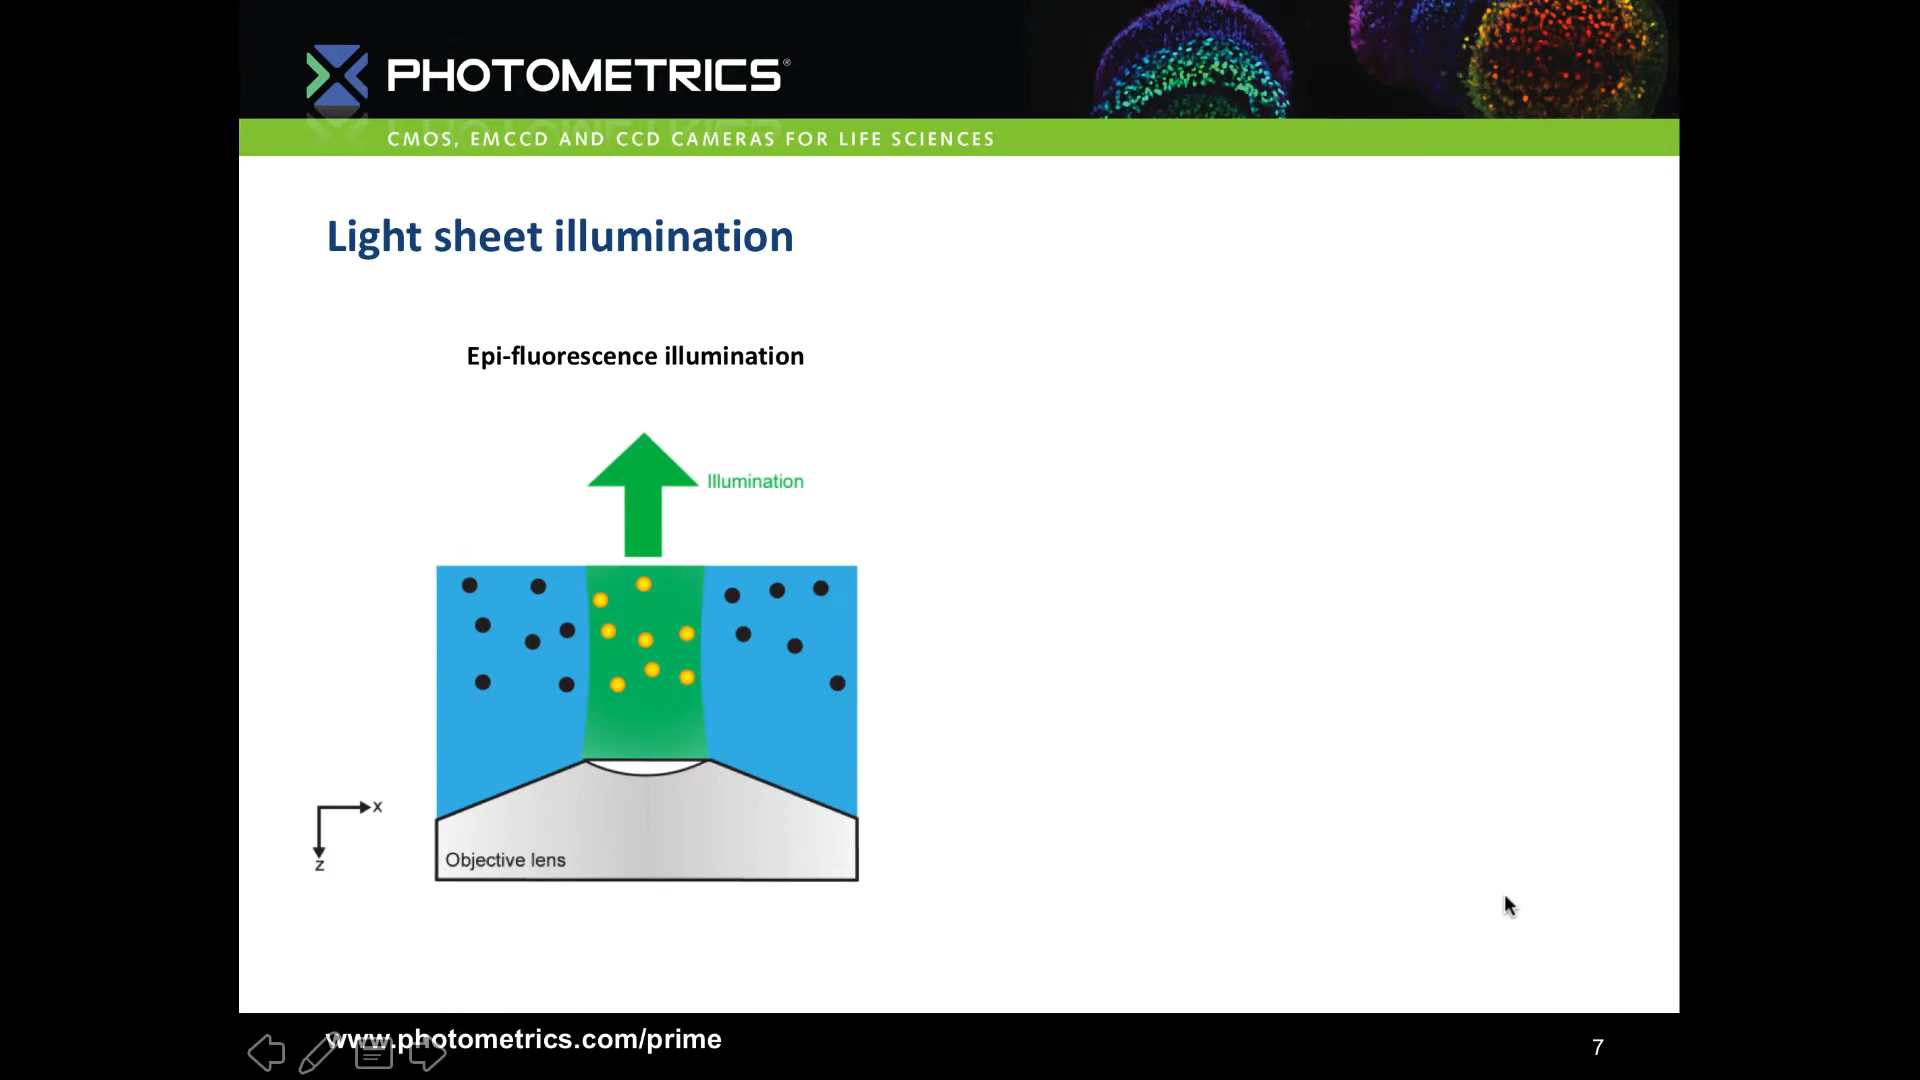 PHOTOMETRICS®
CMOS, EMCCD AND CCD CAMERAS FOR LIFE SCIENCES
Light sheet illumination
Epi-fluorescence illumination
Illumination
x
z
Objective lens
www.photometrics.com/prime
7